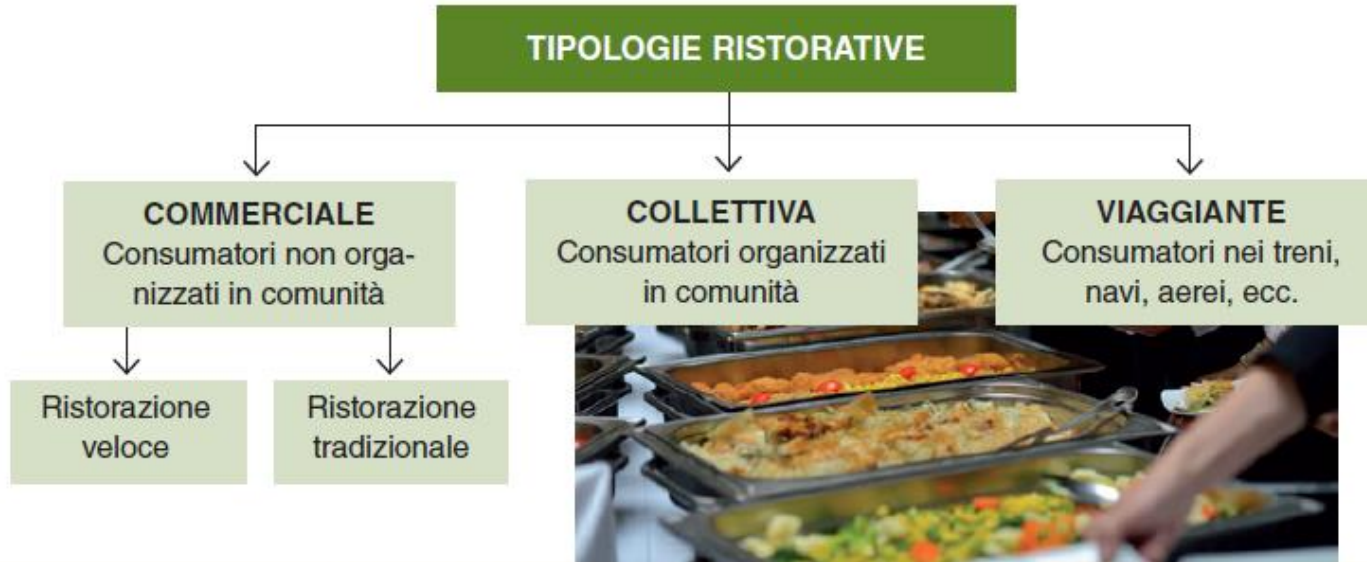 TIPOLOGIE RISTORATIVE
COMMERCIALE
Consumatori non orga-
nizzati in comunità
COLLETTIVA
Consumatori organizzati
in comunità
VIAGGIANTE
Consumatori nei treni,
navi, aerei, ecc.
Ristorazione
veloce
Ristorazione
tradizionale